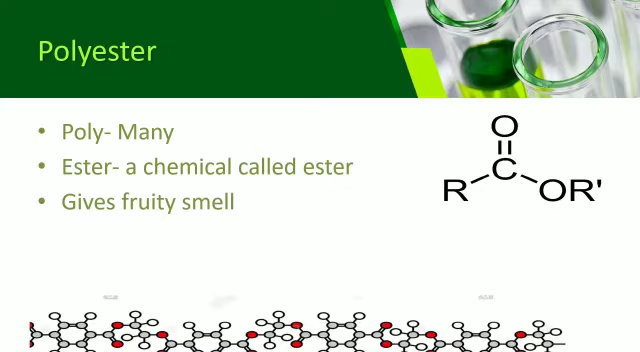 Polyester
• Poly- Many
• Ester- a chemical called ester
• Gives fruity smell
O
C
R
OR'